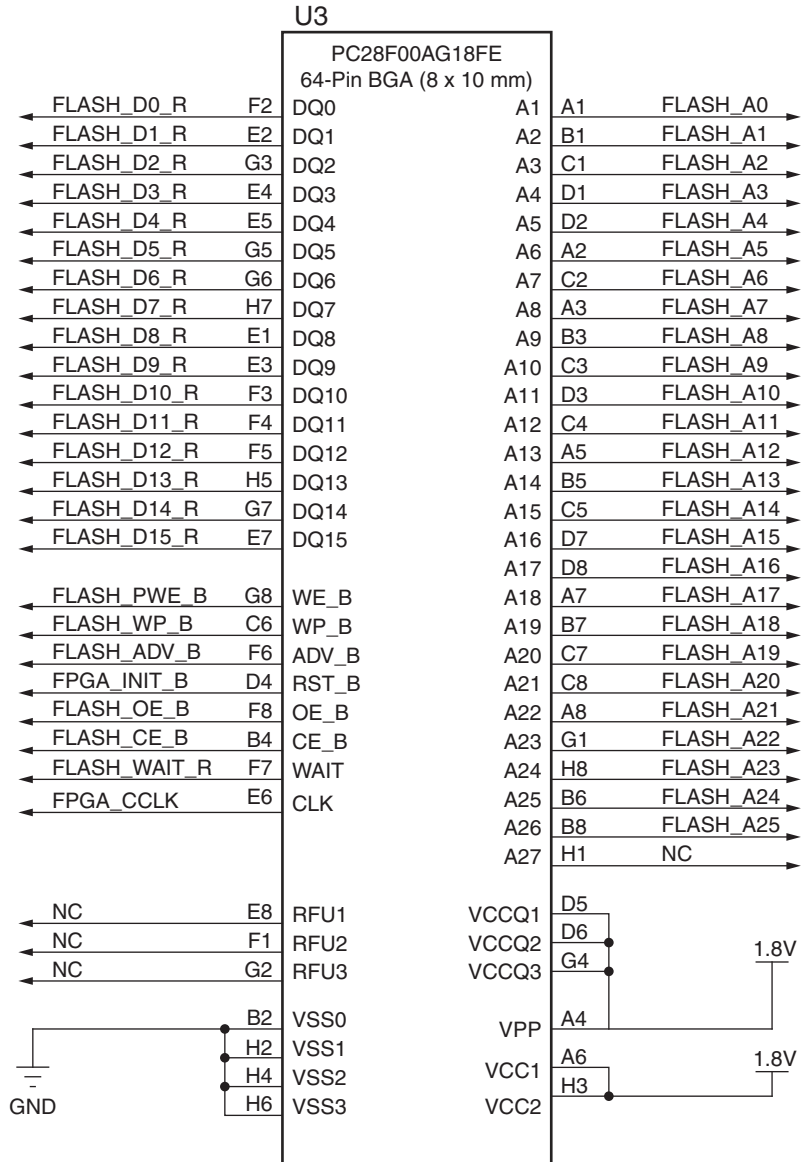 U3
PC28F00AG18FE
64-Pin BGA (8 x 10 mm)
FLASH_D0_R F2 DQ0 A1 A1 FLASH_A0
FLASH_D1_R E2 DQ1 A2 B1 FLASH_A1
FLASH_D2_R G3 DQ2 A3 C1 FLASH_A2
FLASH_D3_R E4 DQ3 A4 D1 FLASH_A3
FLASH_D4_R E5 DQ4 A5 D2 FLASH_A4
FLASH_D5_R G5 DQ5 A6 A2 FLASH_A5
FLASH_D6_R G6 DQ6 A7 C2 FLASH_A6
FLASH_D7_R H7 DQ7 A8 A3 FLASH_A7
FLASH_D8_R E1 DQ8 A9 B3 FLASH_A8
FLASH_D9_R E3 DQ9 A10 C3 FLASH_A9
FLASH_D10_R F3 DQ10 A11 D3 FLASH_A10
FLASH_D11_R F4 DQ11 A12 C4 FLASH_A11
FLASH_D12_R F5 DQ12 A13 A5 FLASH_A12
FLASH_D13_R H5 DQ13 A14 B5 FLASH_A13
FLASH_D14_R G7 DQ14 A15 C5 FLASH_A14
FLASH_D15_R E7 DQ15 A16 D7 FLASH_A15
A17 D8 FLASH_A16
FLASH_PWE_B G8 WE_B A18 A7 FLASH_A17
FLASH_WP_B C6 WP_B A19 B7 FLASH_A18
FLASH_ADV_B F6 ADV_B A20 C7 FLASH_A19
FPGA_INIT_B D4 RST_B A21 C8 FLASH_A20
FLASH_OE_B F8 OE_B A22 A8 FLASH_A21
FLASH_CE_B B4 CE_B A23 G1 FLASH_A22
FLASH_WAIT_R F7 WAIT A24 H8 FLASH_A23
FPGA_CCLK E6 CLK A25 B6 FLASH_A24
A26 B8 FLASH_A25
A27 H1 NC
NC E8 RFU1 VCCQ1 D5
NC F1 RFU2 VCCQ2 D6 1.8V
NC G2 RFU3 VCCQ3 G4
B2 VSS0 VPP A4
H2 VSS1 VCC1 A6 1.8V
H4 VSS2
GND H6 VSS3 VCC2 H3